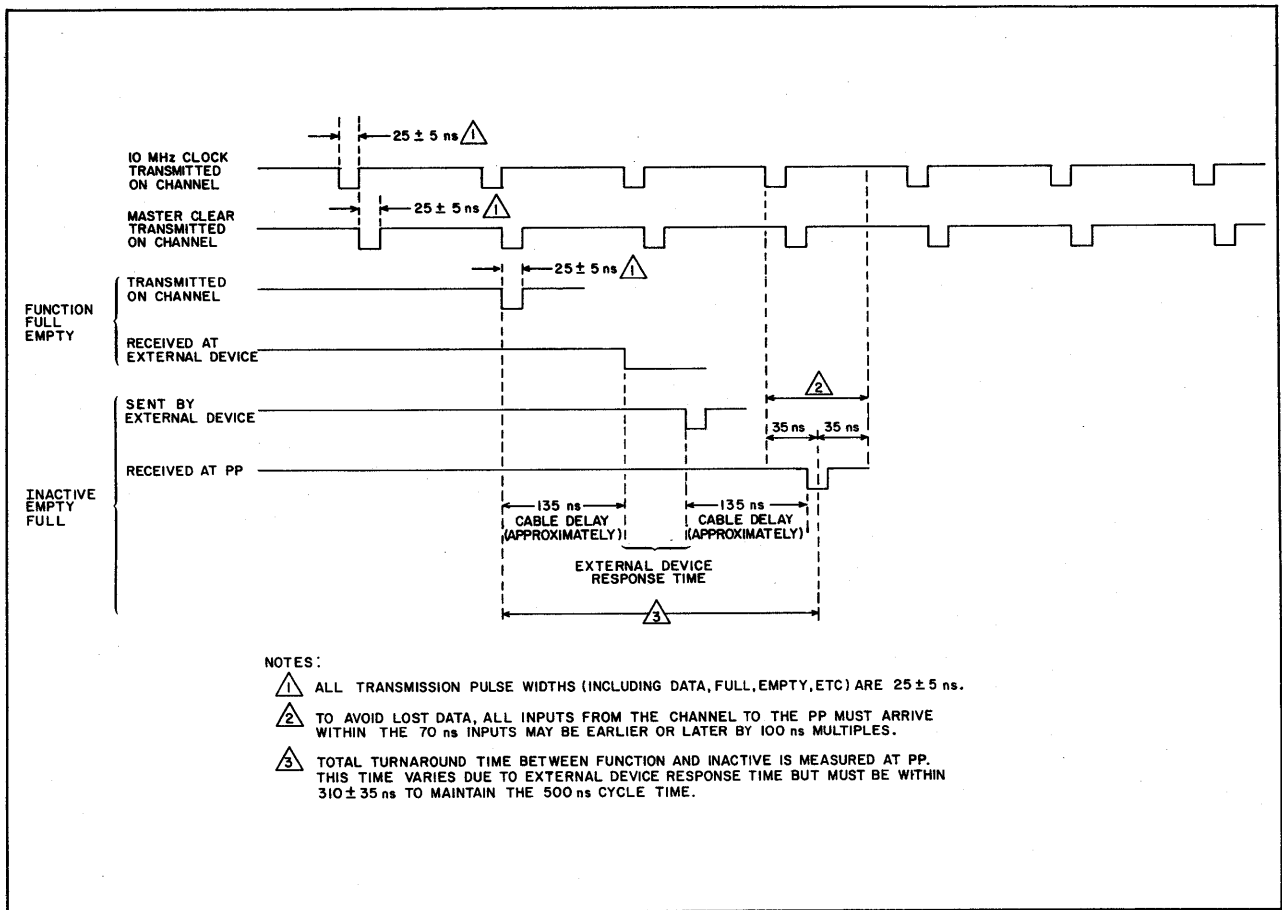 25 ± 5 ns 1
10 MHz CLOCK
TRANSMITTED
ON CHANNEL
25 ± 5 ns 1
MASTER CLEAR
TRANSMITTED
ON CHANNEL
25 ± 5 ns 1
TRANSMITTED
ON CHANNEL
FUNCTION
FULL
EMPTY
RECEIVED AT
EXTERNAL DEVICE
2
SENT BY
EXTERNAL DEVICE
35 ns 35 ns
RECEIVED AT PP
INACTIVE
EMPTY
FULL
135 ns
CABLE DELAY
(APPROXIMATELY)
135 ns
CABLE DELAY
(APPROXIMATELY)
EXTERNAL DEVICE
RESPONSE TIME
3
NOTES:
1 ALL TRANSMISSION PULSE WIDTHS (INCLUDING DATA, FULL, EMPTY, ETC) ARE 25 ± 5 ns.
2 TO AVOID LOST DATA, ALL INPUTS FROM THE CHANNEL TO THE PP MUST ARRIVE
WITHIN THE 70 ns INPUTS MAY BE EARLIER OR LATER BY 100 ns MULTIPLES.
3 TOTAL TURNAROUND TIME BETWEEN FUNCTION AND INACTIVE IS MEASURED AT PP.
THIS TIME VARIES DUE TO EXTERNAL DEVICE RESPONSE TIME BUT MUST BE WITHIN
310 ± 35 ns TO MAINTAIN THE 500 ns CYCLE TIME.